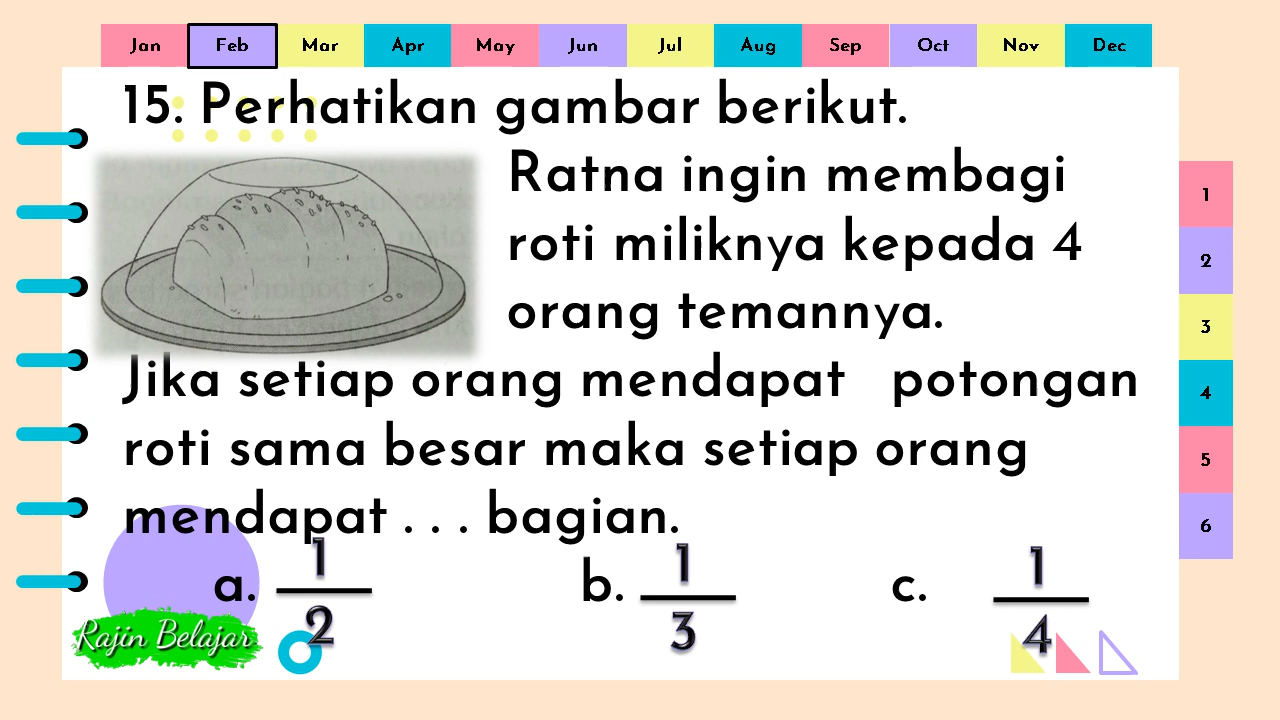 Jan Feb Mar Apr May Jun Jul Aug Sep Oct Nov Dec
15. Perhatikan gambar berikut.
Ratna ingin membagi
roti miliknya kepada 4
orang temannya.
Jika setiap orang mendapat potongan
roti sama besar maka setiap orang
mendapat . . . bagian.
a. 1/2 b. 1/3 c. 1/4
Rajin Belajar
1
2
3
4
5
6